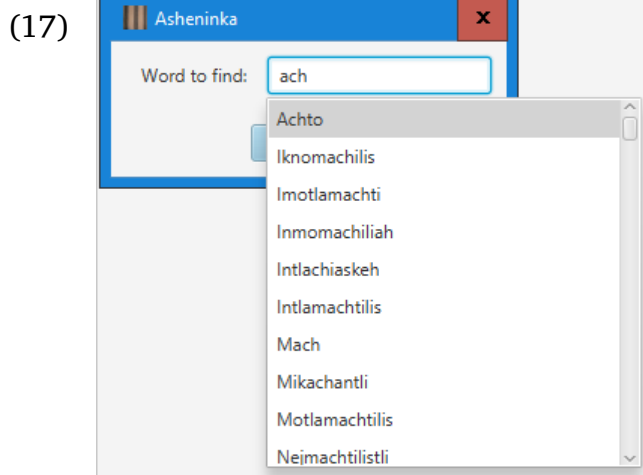 (17)
Asheninka
x
Word to find: ach
Achto
Iknomachilis
Imotlamachti
Inmomachiliah
Intlachiaskeh
Intlamachtilis
Mach
Mikachantli
Motlamachtilis
Nejmachtilistli